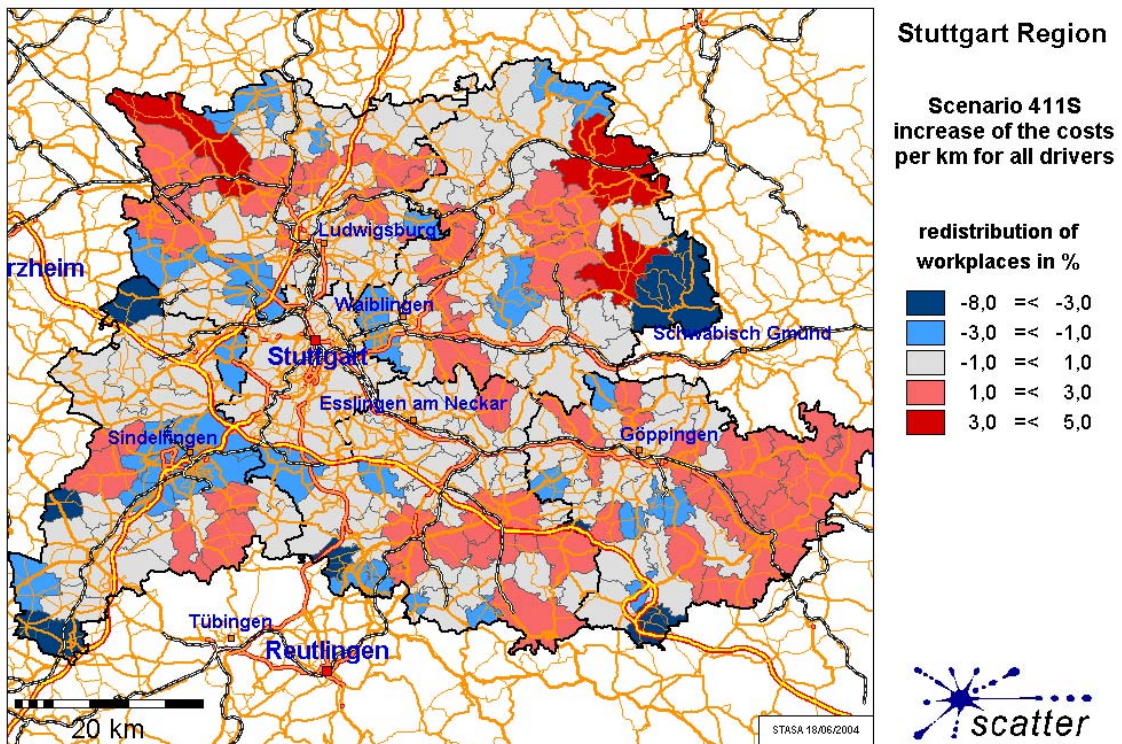 Stuttgart Region
Scenario 411S
increase of the costs
per km for all drivers
redistribution of
workplaces in %
-8,0 =< -3,0
-3,0 =< -1,0
-1,0 =< 1,0
1,0 =< 3,0
3,0 =< 5,0
Ludwigsburg
rzheim
Waiblingen
Schwäbisch Gmünd
Stuttgart
Esslingen am Neckar
Sindelfingen
Göppingen
Tübingen
Reutlingen
20 km
STASA 18/06/2004
scatter